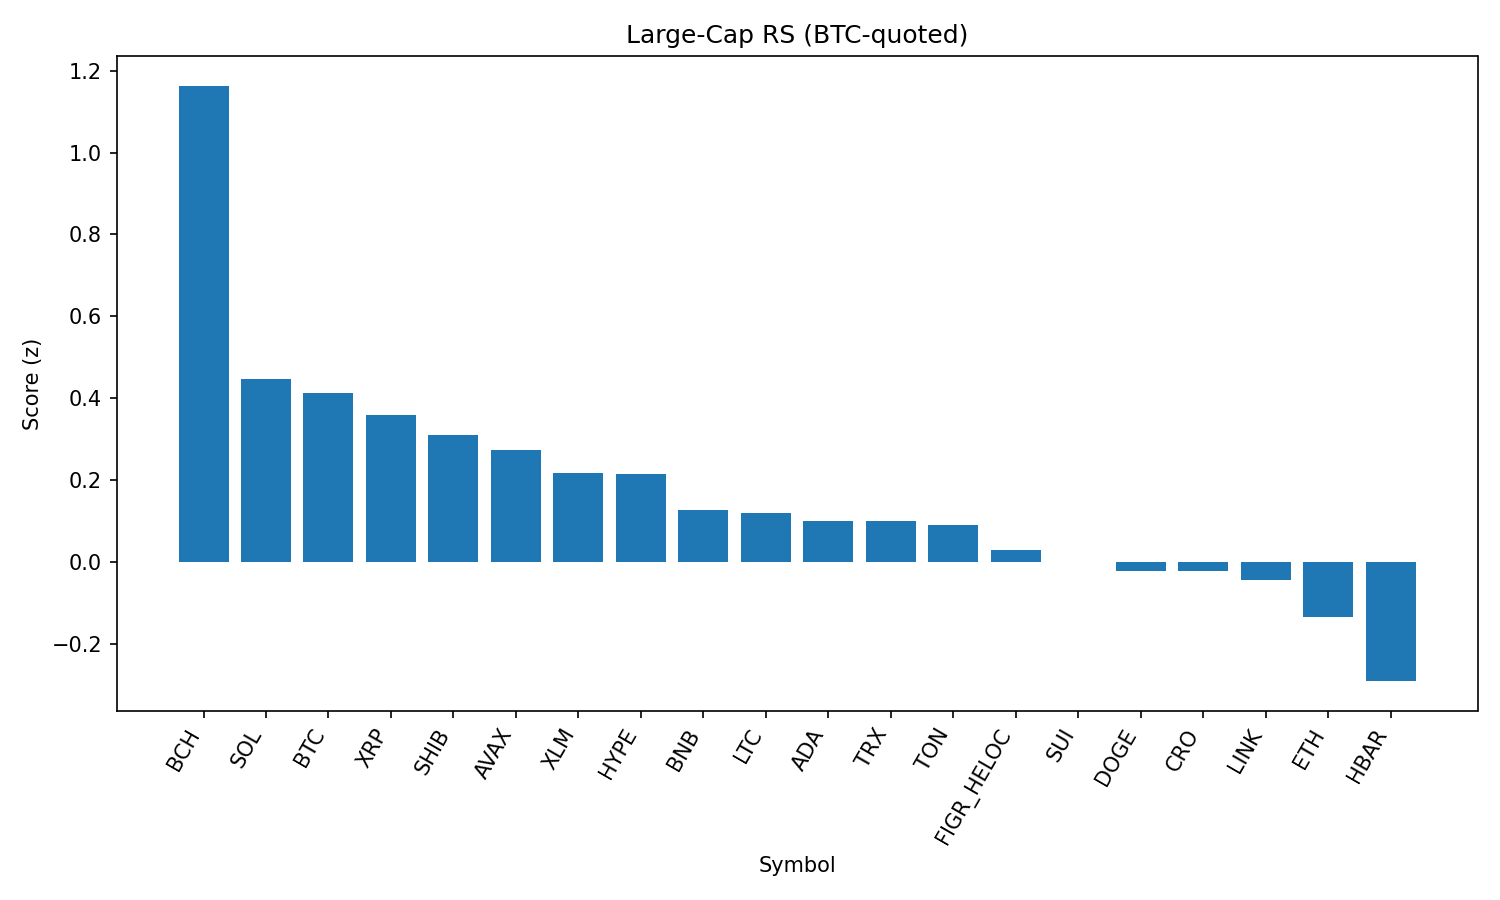 Large-Cap RS (BTC-quoted)
1.2
1.0
0.8
0.6
0.4
0.2
0.0
−0.2
Score (z)
BCH
SOL
BTC
XRP
SHIB
AVAX
XLM
HYPE
BNB
LTC
ADA
TRX
TON
FIGR_HELOC
SUI
DOGE
CRO
LINK
ETH
HBAR
Symbol